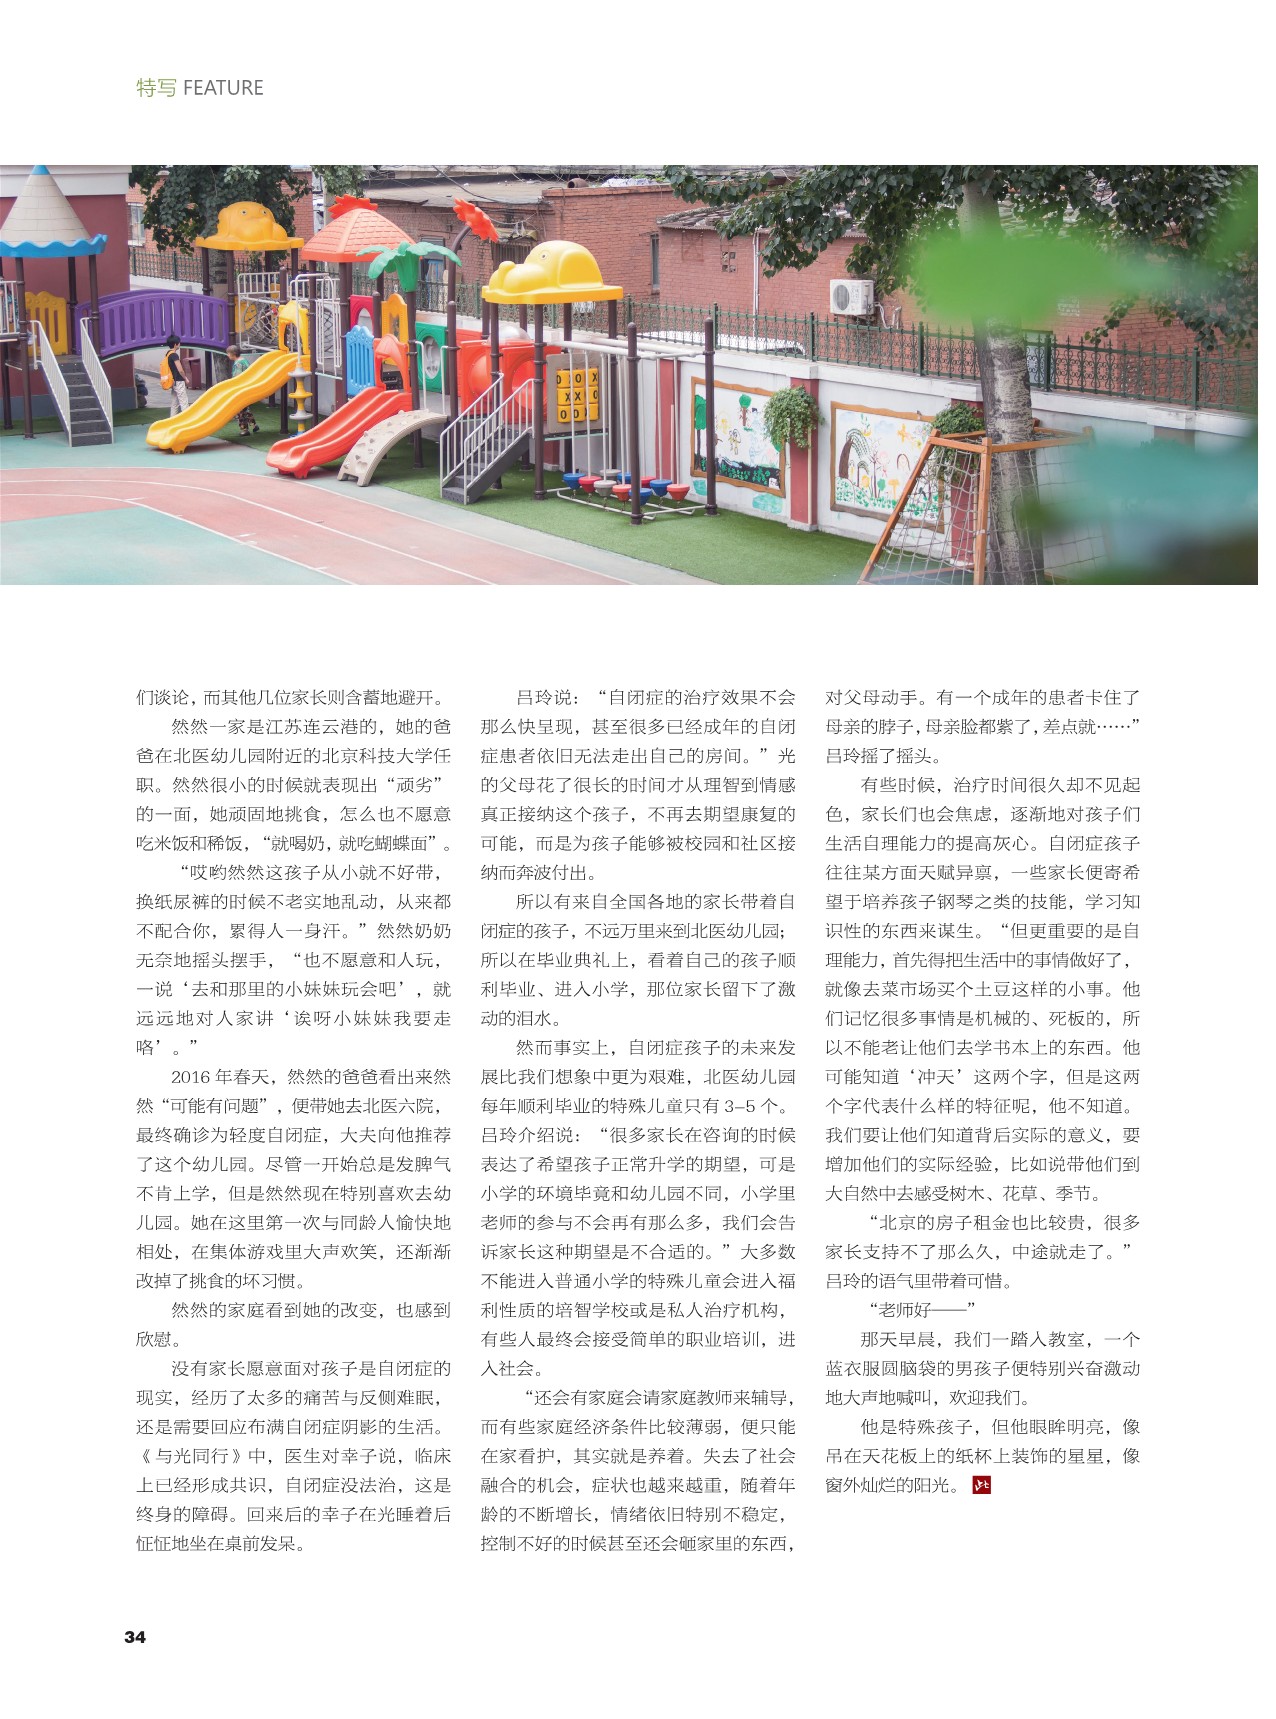 特写 FEATURE
们谈论，而其他几位家长则含蓄地避开。
然然一家是江苏连云港的，她的爸
爸在北医幼儿园附近的北京科技大学任
职。然然很小的时候就表现出“顽劣”
的一面，她顽固地挑食，怎么也不愿意
吃米饭和稀饭，“就喝奶，就吃蝴蝶面”。
“哎哟然然这孩子从小就不好带，
换纸尿裤的时候不老实地乱动，从来都
不配合你，累得人一身汗。”然然奶奶
无奈地摇头摆手，“也不愿意和人玩，
一说‘去和那里的小妹妹玩会吧’，就
远远地对人家讲‘诶呀小妹妹我要走
咯’。”
2016 年春天，然然的爸爸看出来然
然“可能有问题”，便带她去北医六院，
最终确诊为轻度自闭症，大夫向他推荐
了这个幼儿园。尽管一开始总是发脾气
不肯上学，但是然然现在特别喜欢去幼
儿园。她在这里第一次与同龄人愉快地
相处，在集体游戏里大声欢笑，还渐渐
改掉了挑食的坏习惯。
然然的家庭看到她的改变，也感到
欣慰。
没有家长愿意面对孩子是自闭症的
现实，经历了太多的痛苦与反侧难眠，
还是需要回应布满自闭症阴影的生活。
《与光同行》中，医生对幸子说，临床
上已经形成共识，自闭症没法治，这是
终身的障碍。回来后的幸子在光睡着后
怔怔地坐在桌前发呆。
吕玲说：“自闭症的治疗效果不会
那么快呈现，甚至很多已经成年的自闭
症患者依旧无法走出自己的房间。”光
的父母花了很长的时间才从理智到情感
真正接纳这个孩子，不再去期望康复的
可能，而是为孩子能够被校园和社区接
纳而奔波付出。
所以有来自全国各地的家长带着自
闭症的孩子，不远万里来到北医幼儿园；
所以在毕业典礼上，看着自己的孩子顺
利毕业、进入小学，那位家长留下了激
动的泪水。
然而事实上，自闭症孩子的未来发
展比我们想象中更为艰难，北医幼儿园
每年顺利毕业的特殊儿童只有 3–5 个。
吕玲介绍说：“很多家长在咨询的时候
表达了希望孩子正常升学的期望，可是
小学的环境毕竟和幼儿园不同，小学里
老师的参与不会再有那么多，我们会告
诉家长这种期望是不合适的。”大多数
不能进入普通小学的特殊儿童会进入福
利性质的培智学校或是私人治疗机构，
有些人最终会接受简单的职业培训，进
入社会。
“还会有家庭会请家庭教师来辅导，
而有些家庭经济条件比较薄弱，便只能
在家看护，其实就是养着。失去了社会
融合的机会，症状也越来越重，随着年
龄的不断增长，情绪依旧特别不稳定，
控制不好的时候甚至还会砸家里的东西，
对父母动手。有一个成年的患者卡住了
母亲的脖子，母亲脸都紫了，差点就……”
吕玲摇了摇头。
有些时候，治疗时间很久却不见起
色，家长们也会焦虑，逐渐地对孩子们
生活自理能力的提高灰心。自闭症孩子
往往某方面天赋异禀，一些家长便寄希
望于培养孩子钢琴之类的技能，学习知
识性的东西来谋生。“但更重要的是自
理能力，首先得把生活中的事情做好了，
就像去菜市场买个土豆这样的小事。他
们记忆很多事情是机械的、死板的，所
以不能老让他们去学书本上的东西。他
可能知道‘冲天’这两个字，但是这两
个字代表什么样的特征呢，他不知道。
我们要让他们知道背后实际的意义，要
增加他们的实际经验，比如说带他们到
大自然中去感受树木、花草、季节。
“北京的房子租金也比较贵，很多
家长支持不了那么久，中途就走了。”
吕玲的语气里带着可惜。
“老师好——”
那天早晨，我们一踏入教室，一个
蓝衣服圆脑袋的男孩子便特别兴奋激动
地大声地喊叫，欢迎我们。
他是特殊孩子，但他眼眸明亮，像
吊在天花板上的纸杯上装饰的星星，像
窗外灿烂的阳光。
34